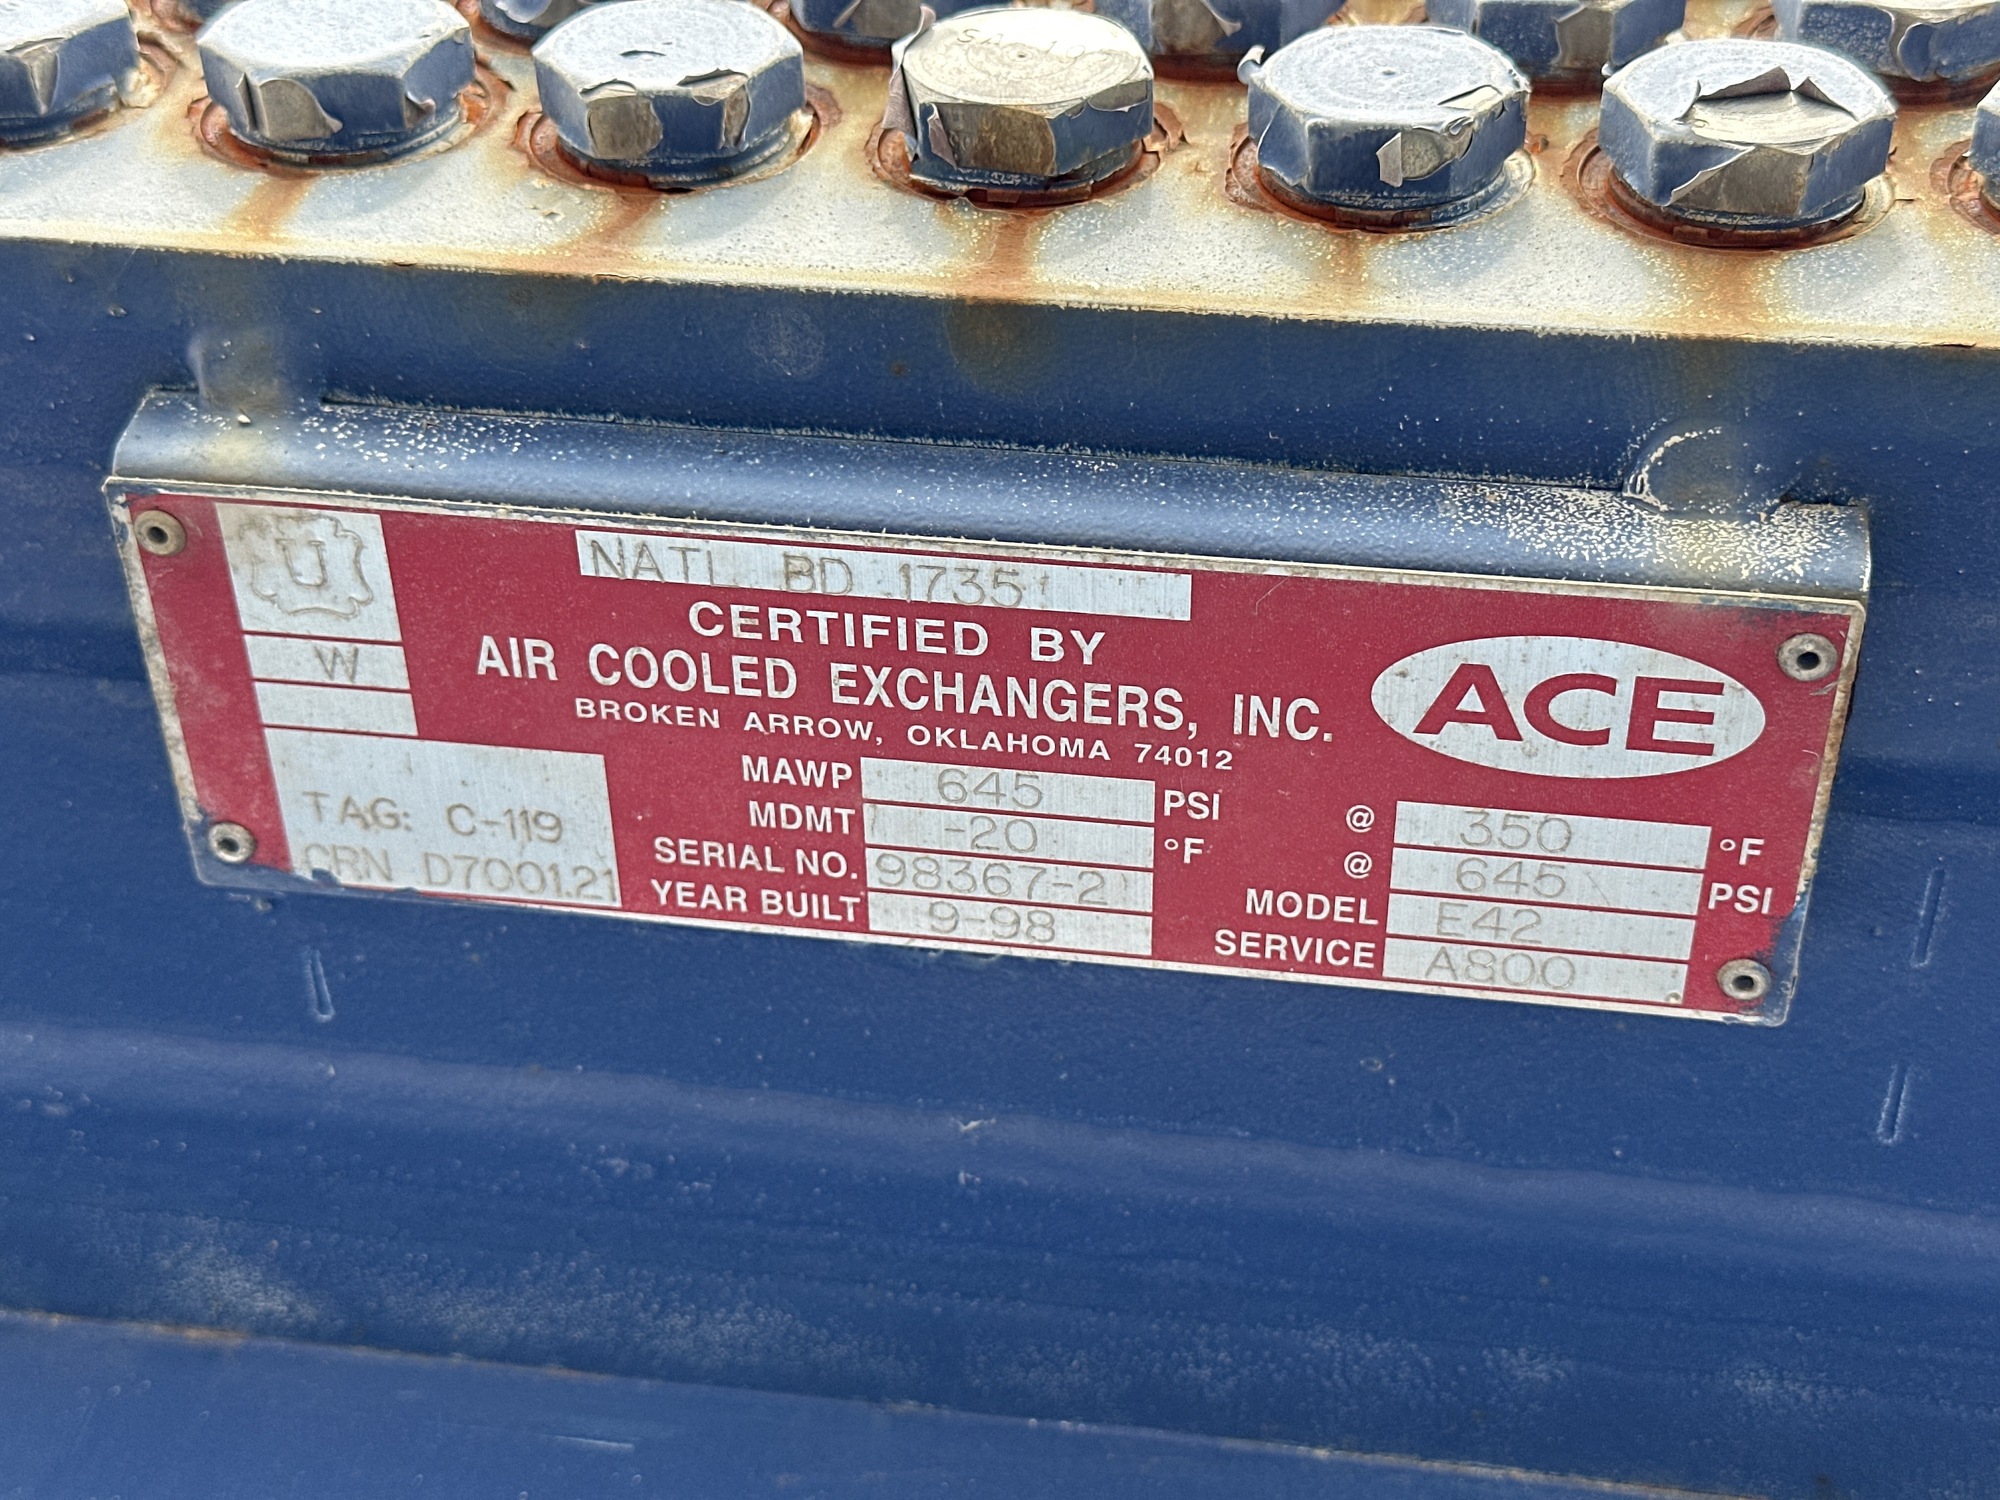 SA 10
U
W
NATL BD 1735
CERTIFIED BY
AIR COOLED EXCHANGERS, INC.
BROKEN ARROW, OKLAHOMA 74012
ACE
TAG: C-119
CRN D7001.21
MAWP 645 PSI @ 350 °F
MDMT -20 °F @ 645 PSI
SERIAL NO. 98367-2 MODEL E42
YEAR BUILT 9-98 SERVICE A800